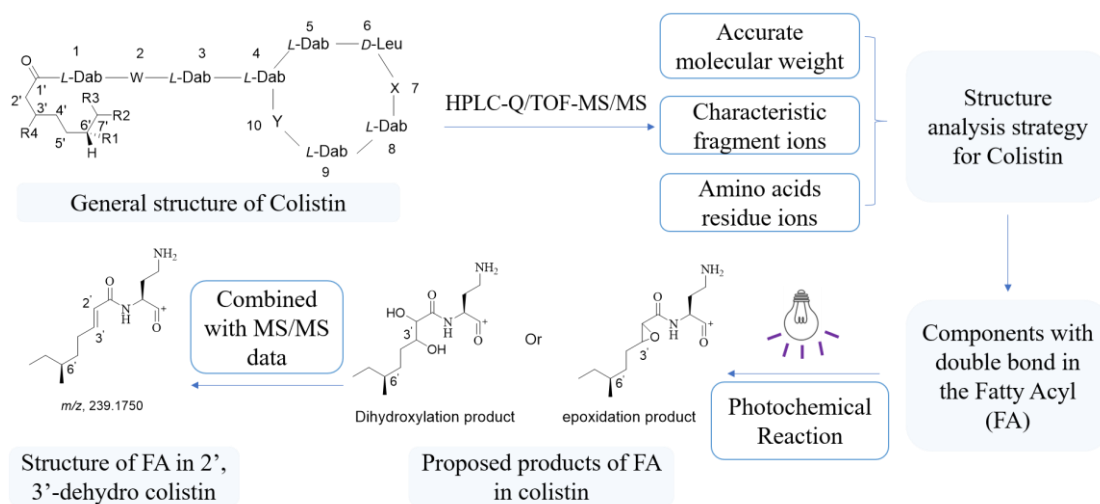 1
2
3
4
5
6
O
1'
L-Dab
W
L-Dab
L-Dab
L-Dab
D-Leu
X
7
L-Dab
8
L-Dab
9
Y
10
2'
3'
R4
4'
5'
R3
7'
R2
6'
R1
H
General structure of Colistin
HPLC-Q/TOF-MS/MS
Accurate
molecular weight
Characteristic
fragment ions
Amino acids
residue ions
Structure
analysis strategy
for Colistin
Components with
double bond in
the Fatty Acyl
(FA)
Photochemical
Reaction
NH2
O
N
H
+
O
3'
O
6'
epoxidation product
Or
NH2
O
HO
N
H
+
O
3'
OH
6'
Dihydroxylation product
Proposed products of FA
in colistin
Combined
with MS/MS
data
NH2
O
2'
N
H
+
O
3'
6'
m/z, 239.1750
Structure of FA in 2’,
3’-dehydro colistin